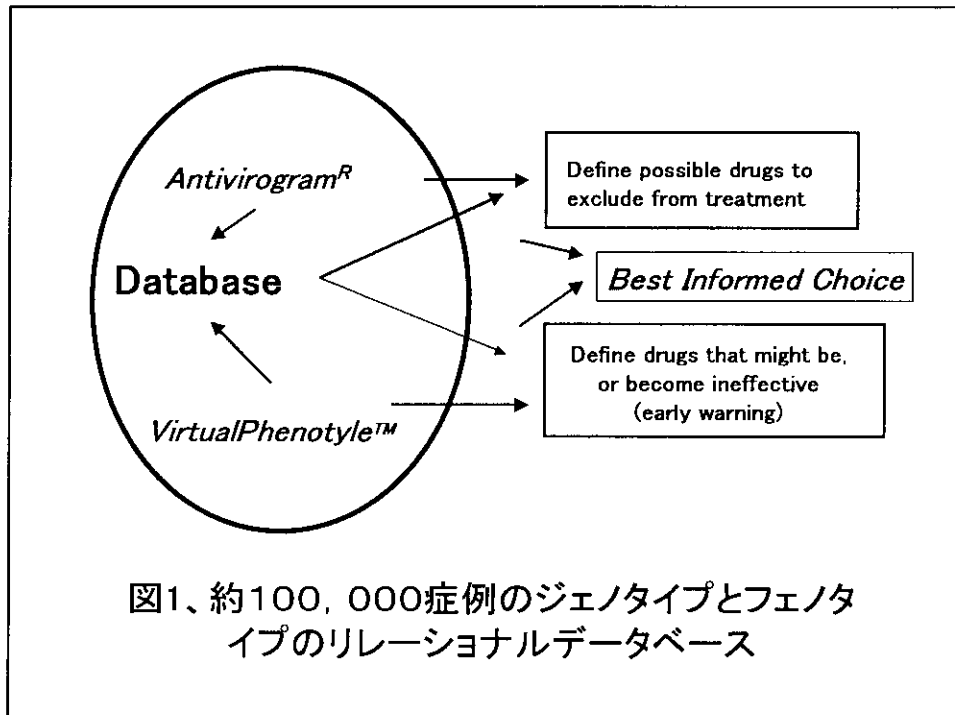 Antivirogram^R
Database
VirtualPhenotyle™
Define possible drugs to
exclude from treatment
Best Informed Choice
Define drugs that might be,
or become ineffective
(early warning)
図1、約100，000症例のジェノタイプとフェノタ
イプのリレーショナルデータベース